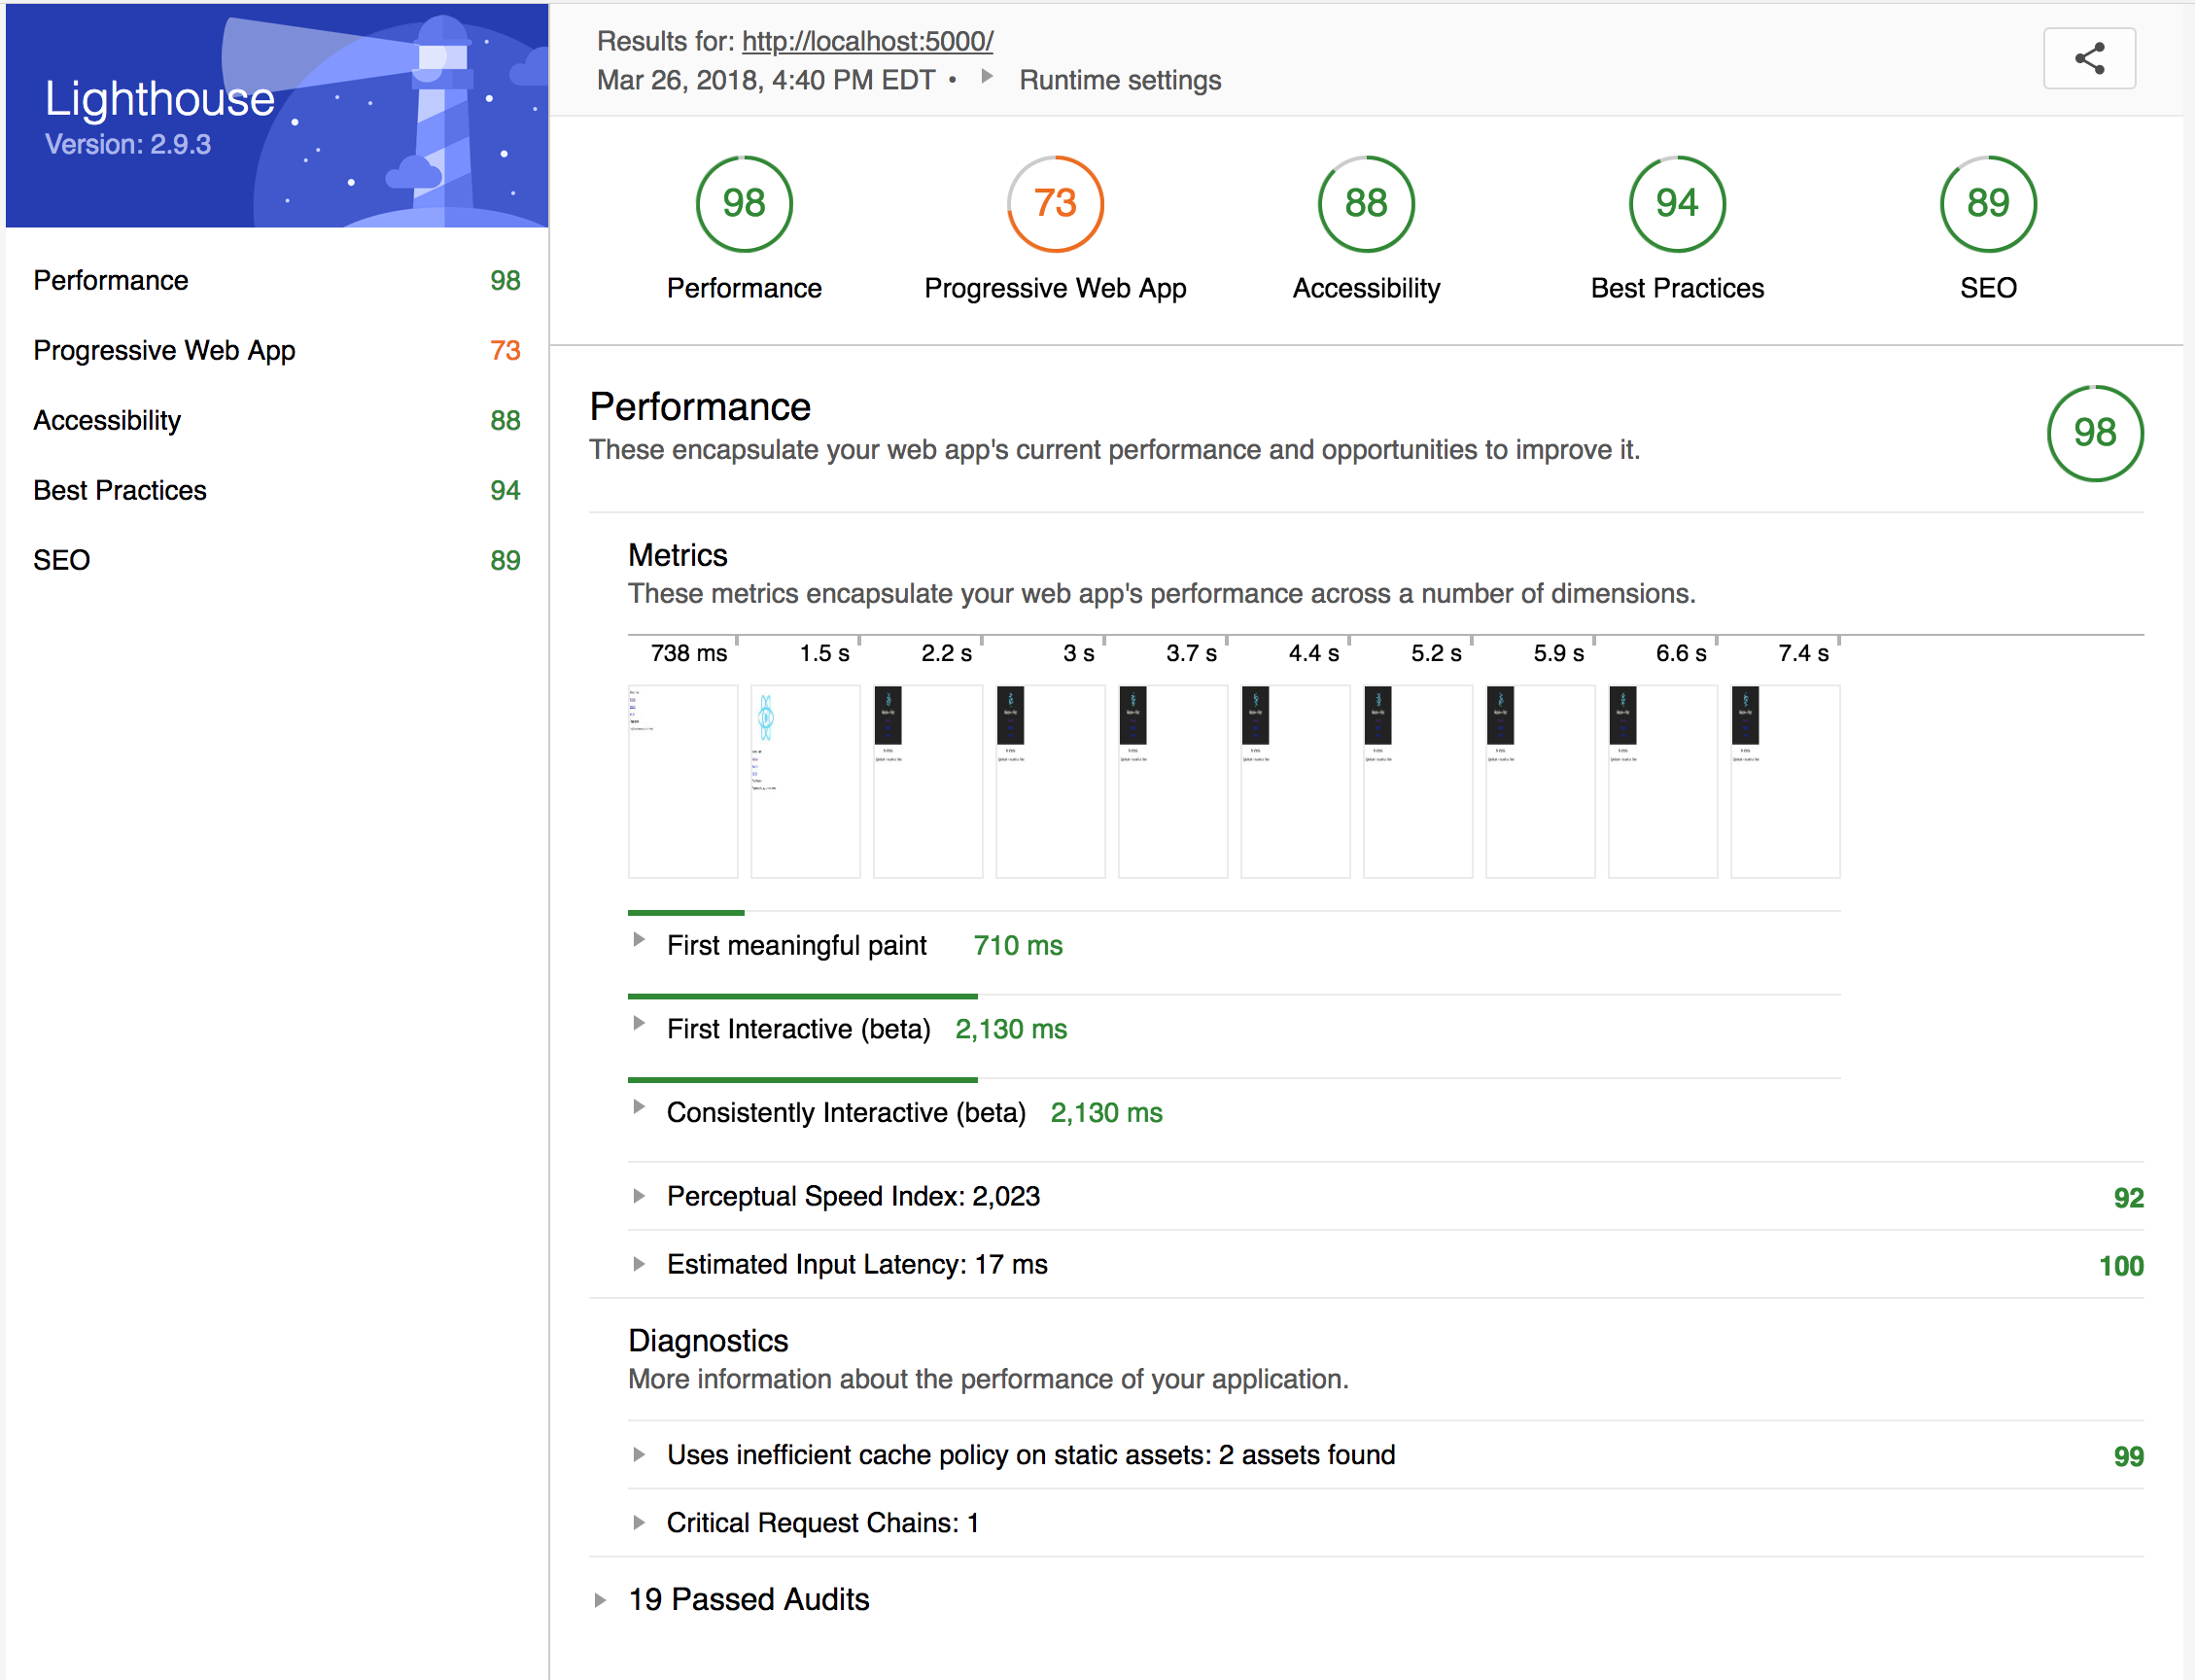 Lighthouse
Version: 2.9.3
Performance 98
Progressive Web App 73
Accessibility 88
Best Practices 94
SEO 89
Results for: http://localhost:5000/
Mar 26, 2018, 4:40 PM EDT • Runtime settings
98 73 88 94 89
Performance Progressive Web App Accessibility Best Practices SEO
Performance
These encapsulate your web app's current performance and opportunities to improve it.
98
Metrics
These metrics encapsulate your web app's performance across a number of dimensions.
738 ms 1.5 s 2.2 s 3 s 3.7 s 4.4 s 5.2 s 5.9 s 6.6 s 7.4 s
First meaningful paint 710 ms
First Interactive (beta) 2,130 ms
Consistently Interactive (beta) 2,130 ms
Perceptual Speed Index: 2,023 92
Estimated Input Latency: 17 ms 100
Diagnostics
More information about the performance of your application.
Uses inefficient cache policy on static assets: 2 assets found 99
Critical Request Chains: 1
19 Passed Audits